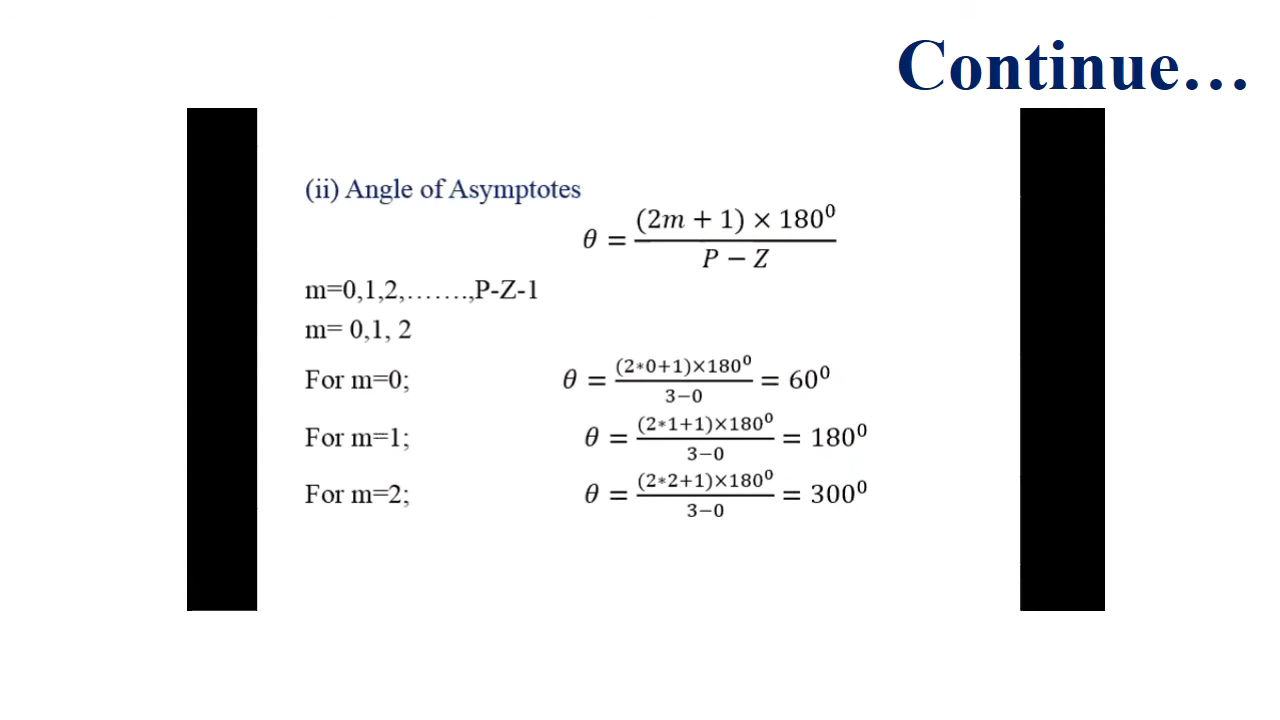 Continue…
(ii) Angle of Asymptotes
θ = (2m + 1) × 180⁰ / P − Z
m=0,1,2,…….,P-Z-1
m= 0,1, 2
For m=0; θ = (2*0+1)×180⁰ / 3−0 = 60⁰
For m=1; θ = (2*1+1)×180⁰ / 3−0 = 180⁰
For m=2; θ = (2*2+1)×180⁰ / 3−0 = 300⁰